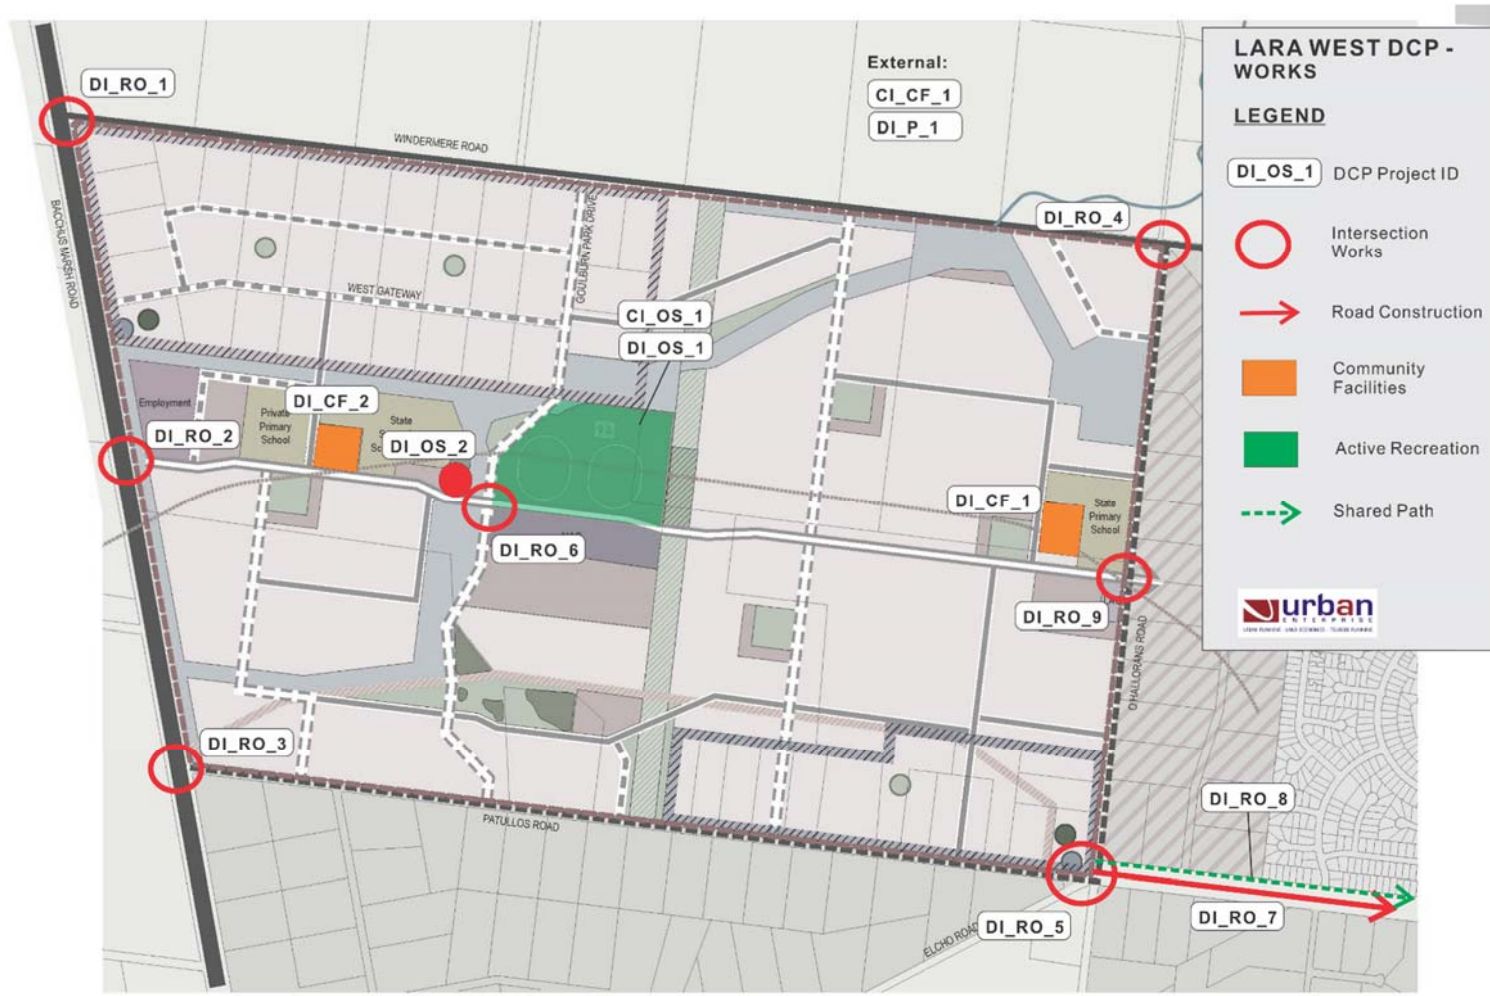 LARA WEST DCP -
WORKS
LEGEND
DI_OS_1 DCP Project ID
Intersection
Works
Road Construction
Community
Facilities
Active Recreation
Shared Path
urban
ENTERPRISE
External:
CI_CF_1
DI_P_1
DI_RO_1
WINDERMERE ROAD
BACCHUS MARSH ROAD
GOULBURN PARK DRIVE
DI_RO_4
WEST GATEWAY
CI_OS_1
DI_OS_1
Employment
DI_CF_2
Private
Primary
School
State
DI_RO_2
DI_OS_2
DI_CF_1
State
Primary
School
DI_RO_6
DI_RO_9
O'HALLORANS ROAD
DI_RO_3
PATULLOS ROAD
DI_RO_8
DI_RO_7
DI_RO_5
ELCHO ROAD